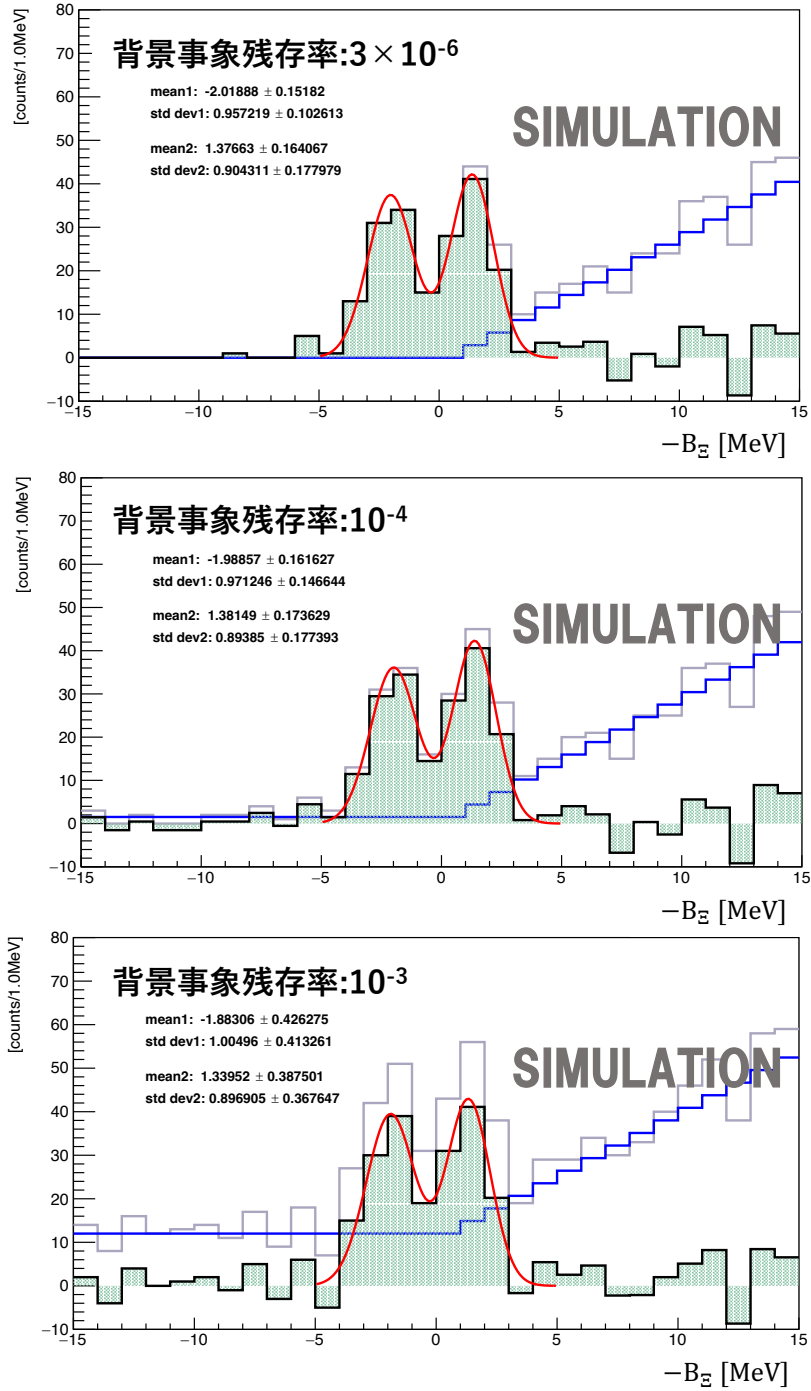 80
70
60
50
40
30
20
10
0
−10
[counts/1.0MeV]
背景事象残存率:3×10-6
mean1: -2.01888 ± 0.15182
std dev1: 0.957219 ± 0.102613
mean2: 1.37663 ± 0.164067
std dev2: 0.904311 ± 0.177979
SIMULATION
−15 −10 −5 0 5 10 15
−BΞ [MeV]
80
70
60
50
40
30
20
10
0
−10
[counts/1.0MeV]
背景事象残存率:10-4
mean1: -1.98857 ± 0.161627
std dev1: 0.971246 ± 0.146644
mean2: 1.38149 ± 0.173629
std dev2: 0.89385 ± 0.177393
SIMULATION
−15 −10 −5 0 5 10 15
−BΞ [MeV]
80
70
60
50
40
30
20
10
0
−10
[counts/1.0MeV]
背景事象残存率:10-3
mean1: -1.88306 ± 0.426275
std dev1: 1.00496 ± 0.413261
mean2: 1.33952 ± 0.387501
std dev2: 0.896905 ± 0.367647
SIMULATION
−15 −10 −5 0 5 10 15
−BΞ [MeV]